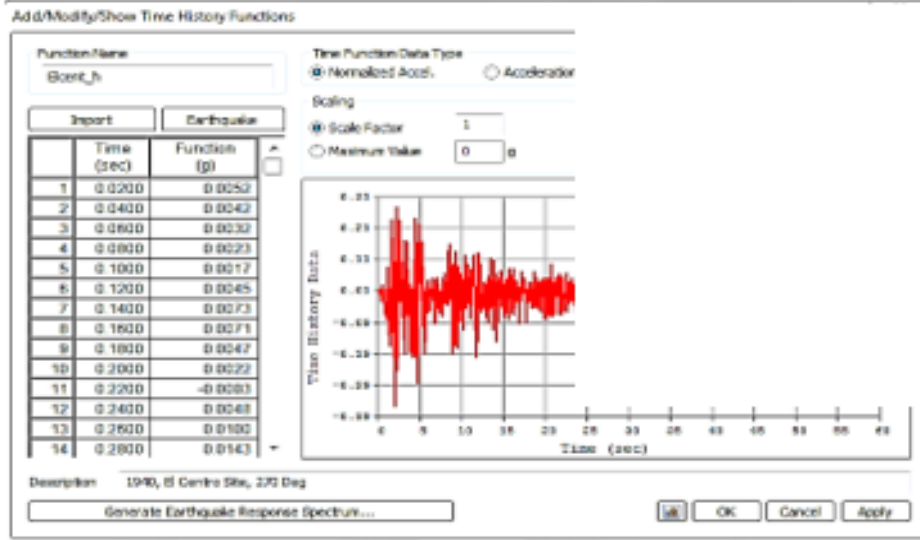 Add/Modify/Show Time History Functions
Function Name
Elcent_h
Time Function Data Type
Normalized Accel.
Acceleration
Import
Earthquake
Scaling
Scale Factor
1
Maximum Value
0
g
Time (sec)
Function (g)
1 0.0200 0.0052
2 0.0400 0.0042
3 0.0600 0.0032
4 0.0800 0.0023
5 0.1000 0.0017
6 0.1200 0.0045
7 0.1400 0.0073
8 0.1600 0.0071
9 0.1800 0.0047
10 0.2000 0.0022
11 0.2200 -0.0083
12 0.2400 0.0048
13 0.2600 0.0100
14 0.2800 0.0143
Time History Data
0 5 10 15 20 25 30 35 40 45 50 55 60
Time (sec)
Description
1940, El Centro Site, 270 Deg
Generate Earthquake Response Spectrum...
OK
Cancel
Apply